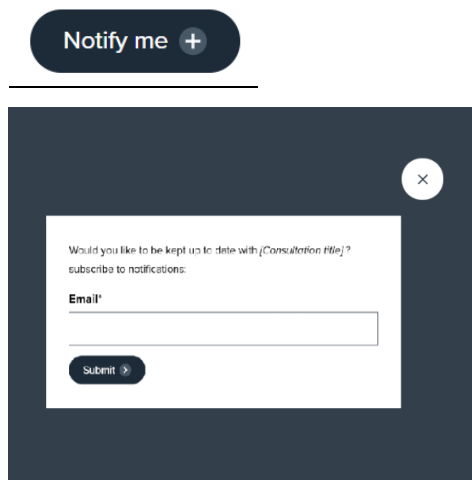 Notify me
Would you like to be kept up to date with [Consultation title]?
subscribe to notifications:
Email*
Submit